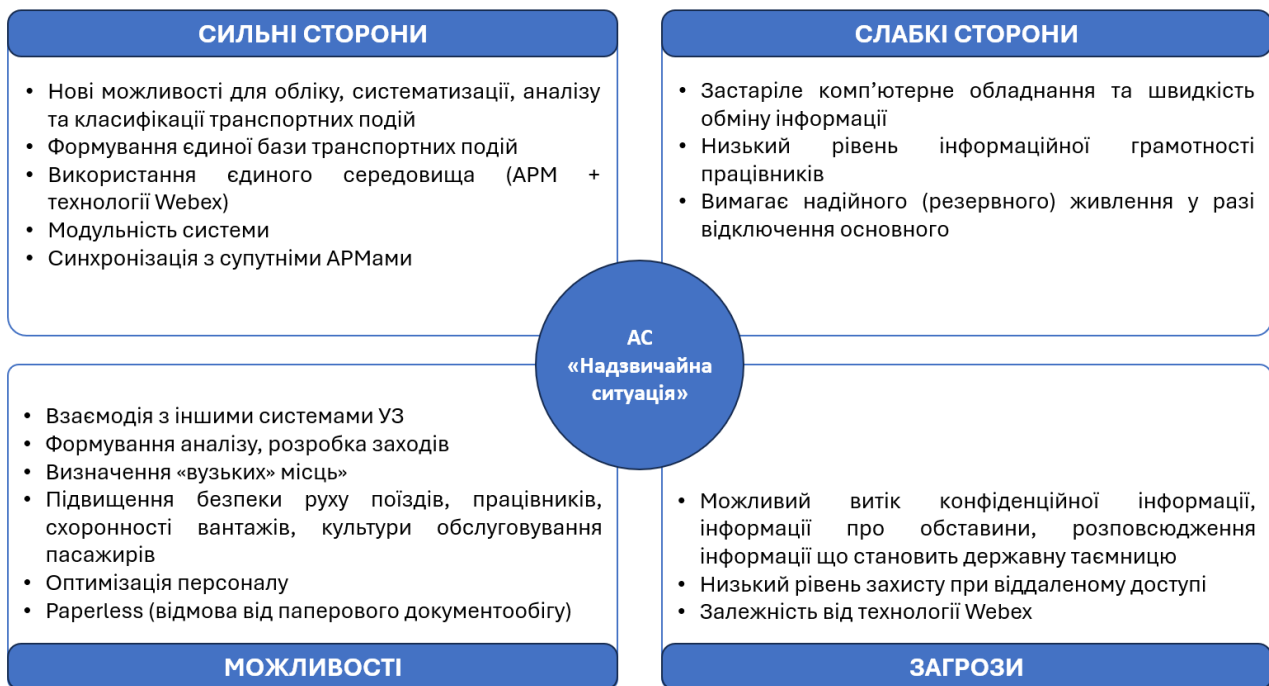 СИЛЬНІ СТОРОНИ
• Нові можливості для обліку, систематизації, аналізу
та класифікації транспортних подій
• Формування єдиної бази транспортних подій
• Використання єдиного середовища (АРМ +
технології Webex)
• Модульність системи
• Синхронізація з супутніми АРМами
СЛАБКІ СТОРОНИ
• Застаріле комп’ютерне обладнання та швидкість
обміну інформації
• Низький рівень інформаційної грамотності
працівників
• Вимагає надійного (резервного) живлення у разі
відключення основного
АС
«Надзвичайна
ситуація»
• Взаємодія з іншими системами УЗ
• Формування аналізу, розробка заходів
• Визначення «вузьких» місць»
• Підвищення безпеки руху поїздів, працівників,
схоронності вантажів, культури обслуговування
пасажирів
• Оптимізація персоналу
• Paperless (відмова від паперового документообігу)
МОЖЛИВОСТІ
• Можливий витік конфіденційної інформації,
інформації про обставини, розповсюдження
інформації що становить державну таємницю
• Низький рівень захисту при віддаленому доступі
• Залежність від технології Webex
ЗАГРОЗИ